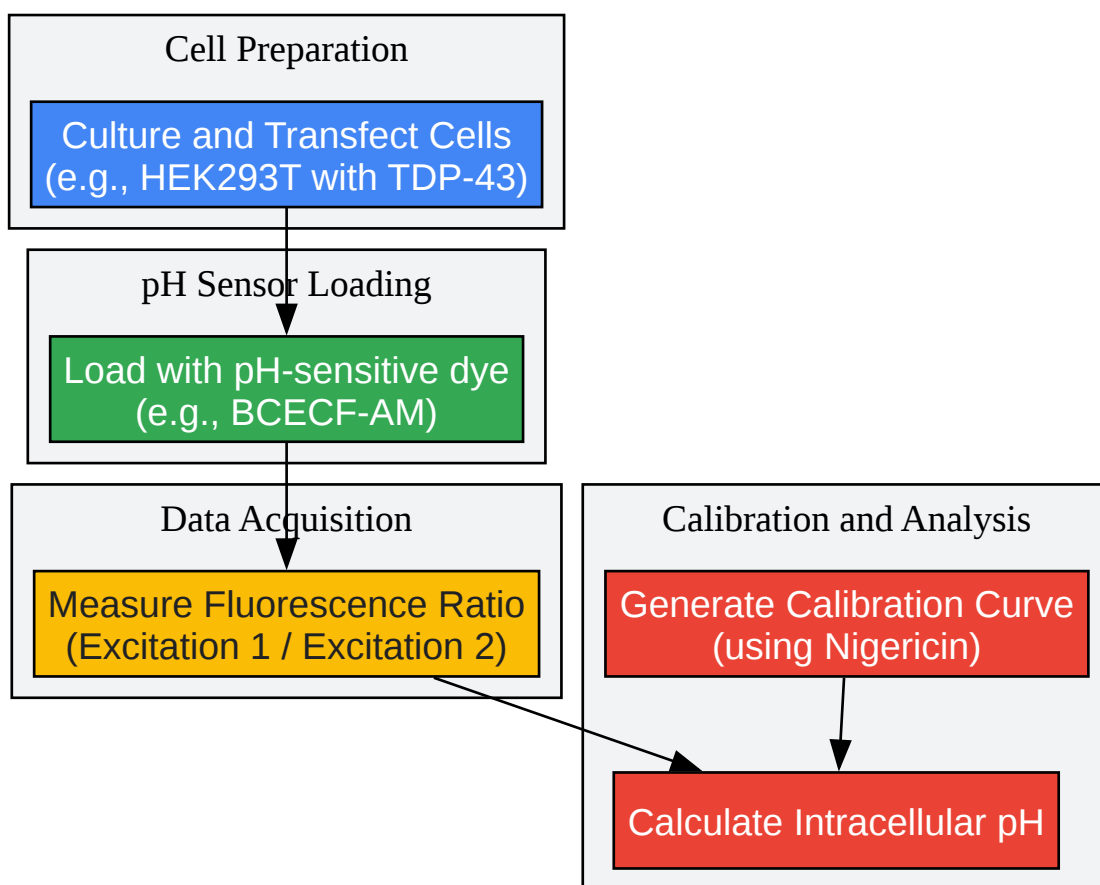 Cell Preparation
Culture and Transfect Cells
(e.g., HEK293T with TDP-43)
pH Sensor Loading
Load with pH-sensitive dye
(e.g., BCECF-AM)
Data Acquisition
Measure Fluorescence Ratio
(Excitation 1 / Excitation 2)
Calibration and Analysis
Generate Calibration Curve
(using Nigericin)
Calculate Intracellular pH